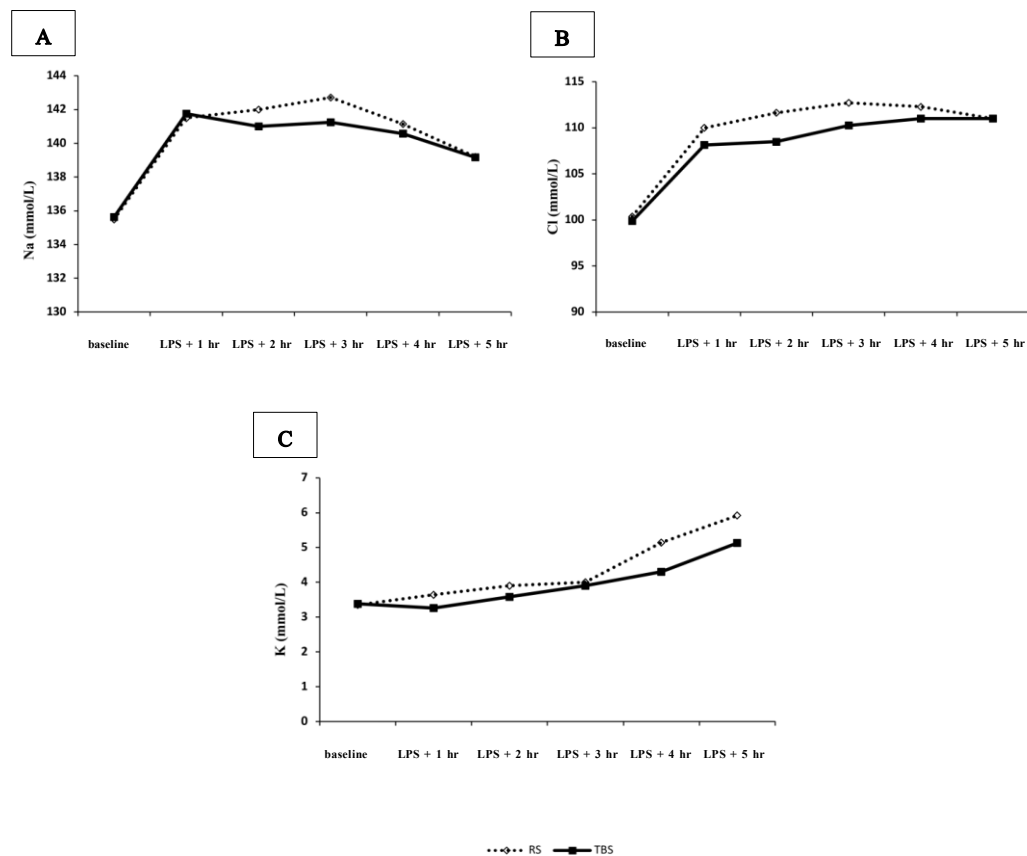 A
B
Na (mmol/L)
144
142
140
138
136
134
132
130
baseline LPS + 1 hr LPS + 2 hr LPS + 3 hr LPS + 4 hr LPS + 5 hr
Cl (mmol/L)
115
110
105
100
95
90
baseline LPS + 1 hr LPS + 2 hr LPS + 3 hr LPS + 4 hr LPS + 5 hr
C
K (mmol/L)
7
6
5
4
3
2
1
0
baseline LPS + 1 hr LPS + 2 hr LPS + 3 hr LPS + 4 hr LPS + 5 hr
RS TBS